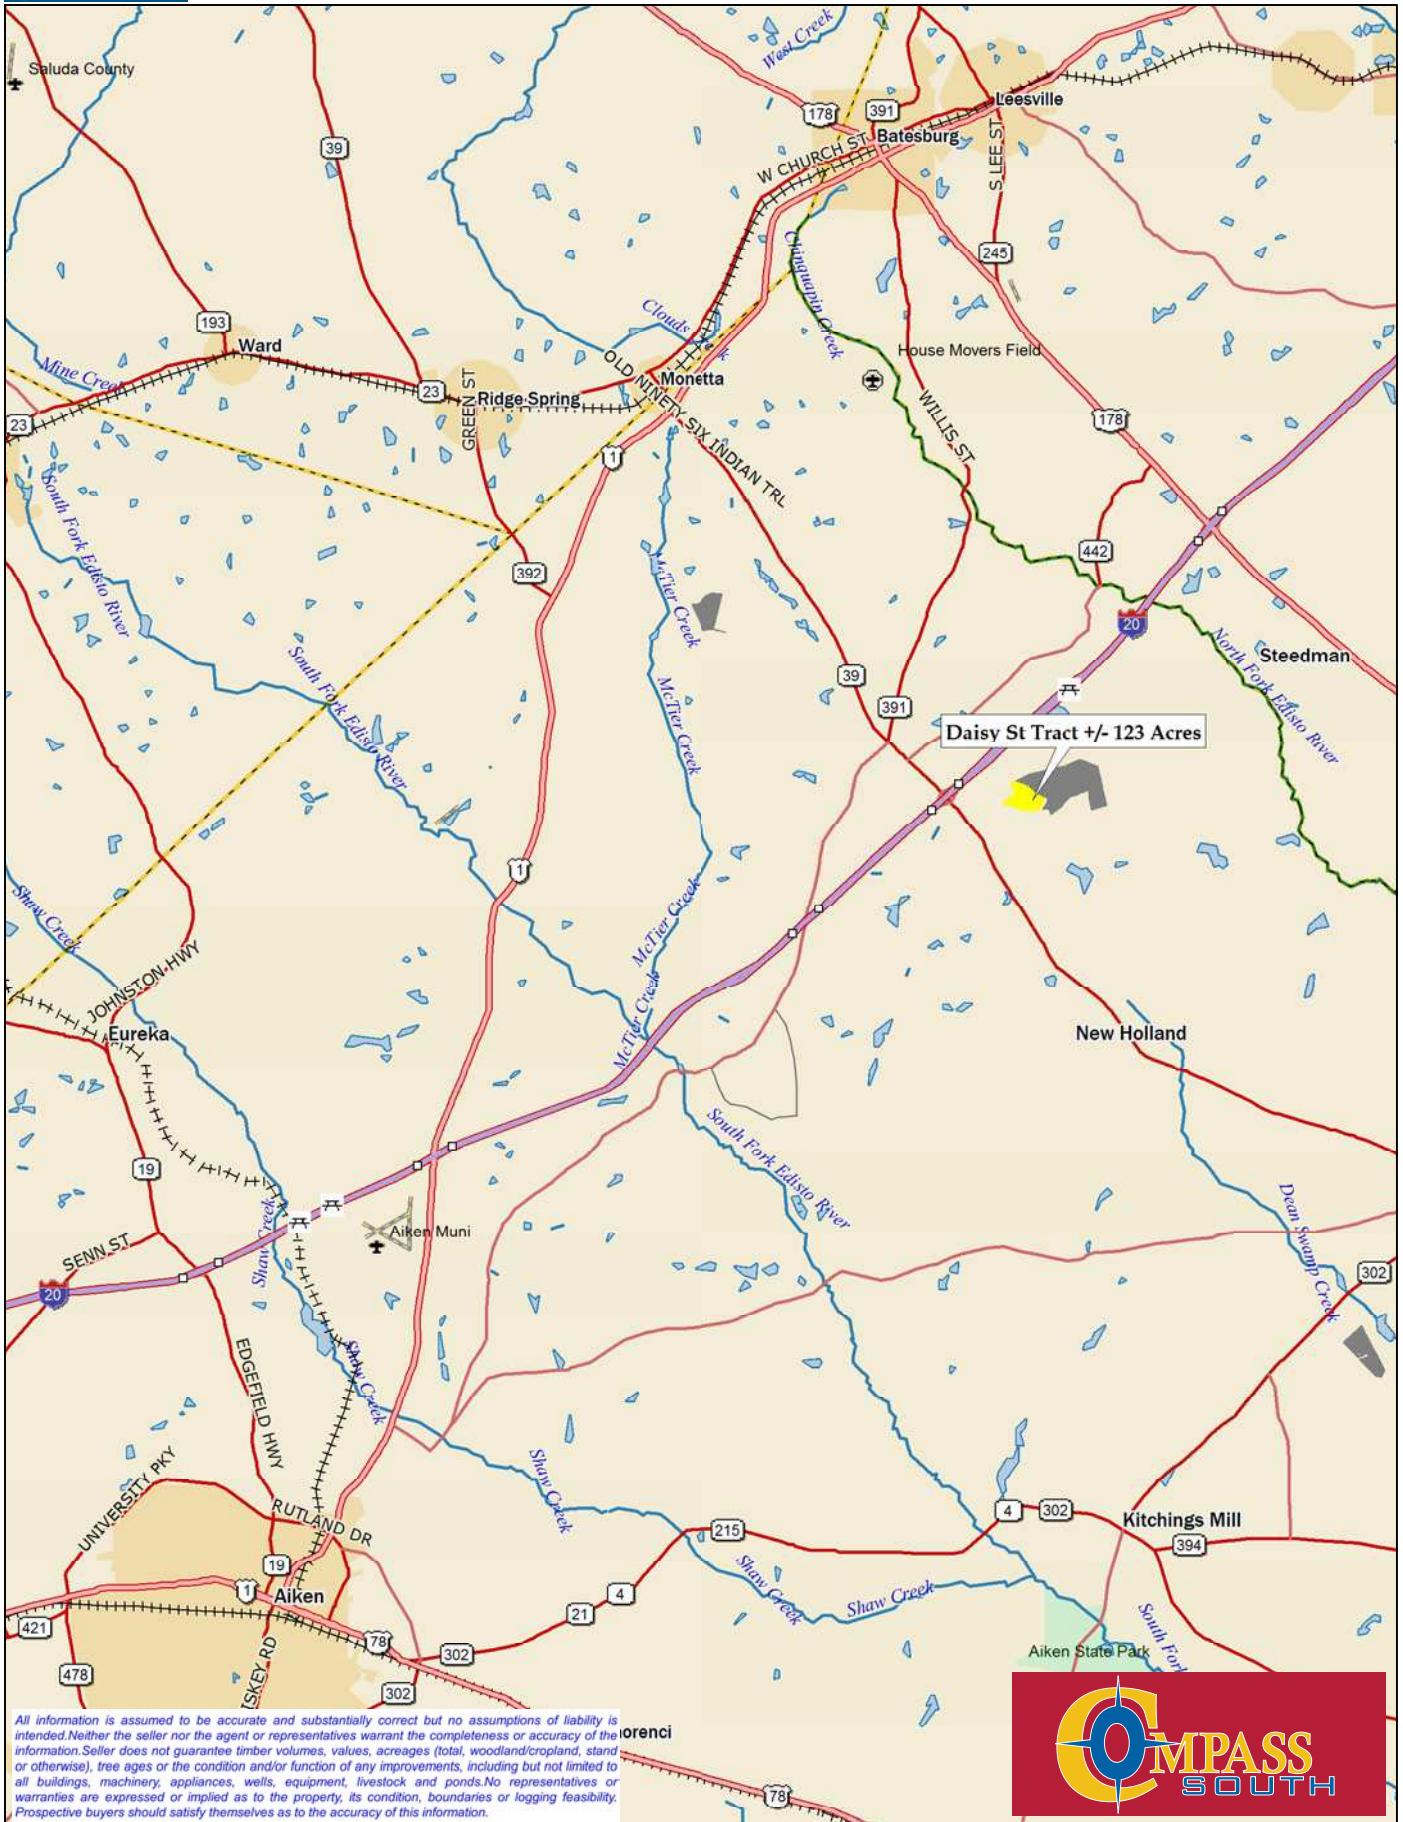 West Creek
Saluda County
Leesville
178
391
Batesburg
39
W CHURCH ST
S LEE ST
245
Chinquapin Creek
193
Clouds
Ward
House Movers Field
OLD NINETY SIX INDIAN TRL
Mine Creek
Monetta
23
GREEN ST
Ridge Spring
WILLIS ST
178
23
1
South Fork Edisto River
442
392
McTier Creek
20
North Fork Edisto River
Steedman
South Fork Edisto River
39
McTier Creek
391
Daisy St Tract +/- 123 Acres
1
Shaw Creek
McTier Creek
JOHNSTON HWY
McTier Creek
Eureka
New Holland
19
South Fork Edisto River
Dean Swamp Creek
Shaw Creek
Aiken Muni
SENN ST
20
302
EDGEFIELD HWY
Shaw Creek
UNIVERSITY PKY
Shaw Creek
RUTLAND DR
4
302
Kitchings Mill
215
394
19
1
Aiken
Shaw Creek
Shaw Creek
4
21
421
78
302
South Fork
Aiken State Park
478
ISKEY RD
302
orenci
78
All information is assumed to be accurate and substantially correct but no assumptions of liability is
intended.Neither the seller nor the agent or representatives warrant the completeness or accuracy of the
information.Seller does not guarantee timber volumes, values, acreages (total, woodland/cropland, stand
or otherwise), tree ages or the condition and/or function of any improvements, including but not limited to
all buildings, machinery, appliances, wells, equipment, livestock and ponds.No representatives or
warranties are expressed or implied as to the property, its condition, boundaries or logging feasibility.
Prospective buyers should satisfy themselves as to the accuracy of this information.
COMPASS
SOUTH